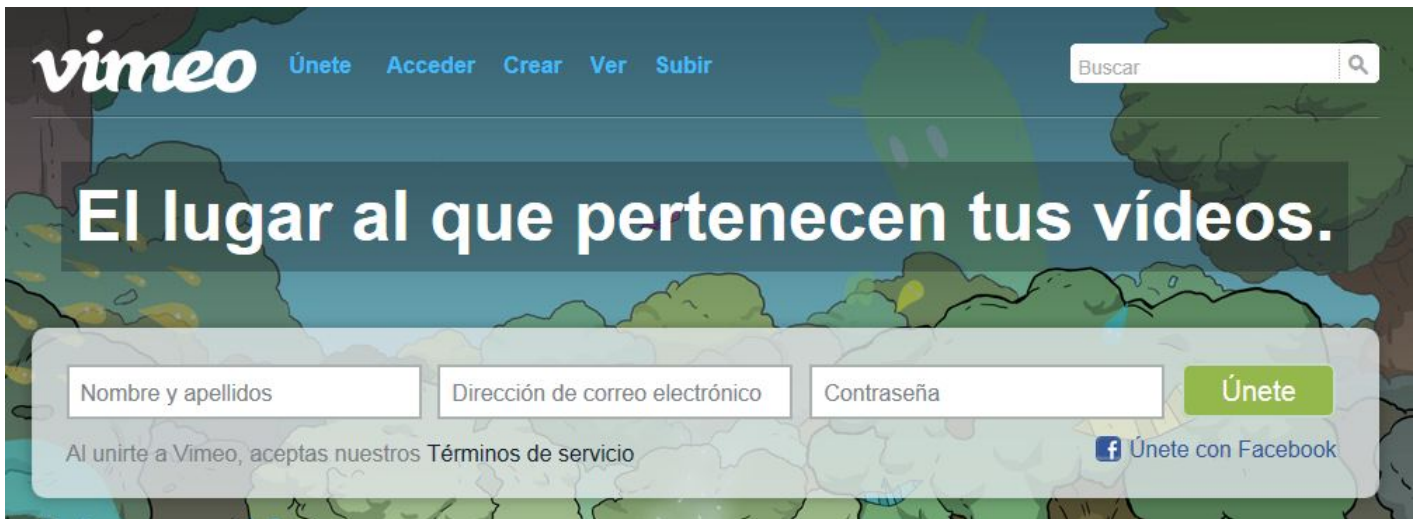 vimeo Únete Acceder Crear Ver Subir Buscar
El lugar al que pertenecen tus vídeos.
Nombre y apellidos Dirección de correo electrónico Contraseña Únete
Al unirte a Vimeo, aceptas nuestros Términos de servicio Únete con Facebook